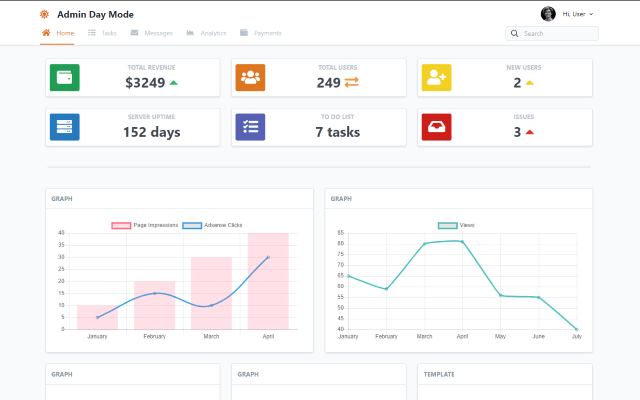 Admin Day Mode
Hi, User
Home Tasks Messages Analytics Payments
Search
TOTAL REVENUE
$3249
TOTAL USERS
249
NEW USERS
2
SERVER UPTIME
152 days
TO DO LIST
7 tasks
ISSUES
3
GRAPH
Page Impressions Adsense Clicks
40
35
30
25
20
15
10
5
0
January February March April
GRAPH
Views
85
80
75
70
65
60
55
50
45
40
January February March April May June July
GRAPH
GRAPH
TEMPLATE